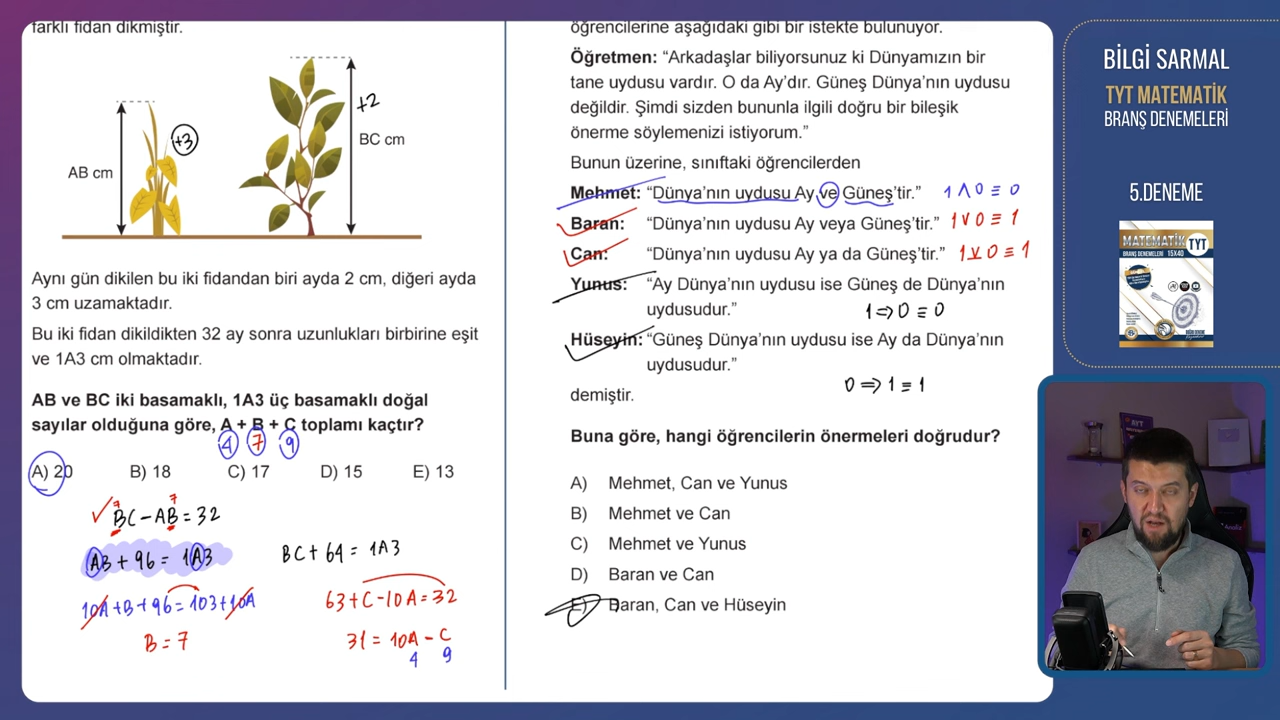 farklı fidan dikmiştir.
+3
AB cm
+2
BC cm
Aynı gün dikilen bu iki fidandan biri ayda 2 cm, diğeri ayda
3 cm uzamaktadır.
Bu iki fidan dikildikten 32 ay sonra uzunlukları birbirine eşit
ve 1A3 cm olmaktadır.
AB ve BC iki basamaklı, 1A3 üç basamaklı doğal
sayılar olduğuna göre, A + B + C toplamı kaçtır?
4 7 9
A) 20 B) 18 C) 17 D) 15 E) 13
7 7
BC - AB = 32
AB + 96 = 1A3
10A + B + 96 = 103 + 10A
B = 7
BC + 64 = 1A3
63 + C - 10A = 32
31 = 10A - C
4 9
öğrencilerine aşağıdaki gibi bir istekte bulunuyor.
Öğretmen: “Arkadaşlar biliyorsunuz ki Dünyamızın bir
tane uydusu vardır. O da Ay’dır. Güneş Dünya’nın uydusu
değildir. Şimdi sizden bununla ilgili doğru bir bileşik
önerme söylemenizi istiyorum.”
Bunun üzerine, sınıftaki öğrencilerden
Mehmet: “Dünya’nın uydusu Ay ve Güneş’tir.” 1 ∧ 0 ≡ 0
Baran: “Dünya’nın uydusu Ay veya Güneş’tir.” 1 ∨ 0 ≡ 1
Can: “Dünya’nın uydusu Ay ya da Güneş’tir.” 1 ⊻ 0 ≡ 1
Yunus: “Ay Dünya’nın uydusu ise Güneş de Dünya’nın
uydusudur.” 1 ⇒ 0 ≡ 0
Hüseyin: “Güneş Dünya’nın uydusu ise Ay da Dünya’nın
uydusudur.”
0 ⇒ 1 ≡ 1
demiştir.
Buna göre, hangi öğrencilerin önermeleri doğrudur?
A) Mehmet, Can ve Yunus
B) Mehmet ve Can
C) Mehmet ve Yunus
D) Baran ve Can
E) Baran, Can ve Hüseyin
BİLGİ SARMAL
TYT MATEMATİK
BRANŞ DENEMELERİ
5.DENEME
MATEMATİK TYT
BRANŞ DENEMELERİ 15X40